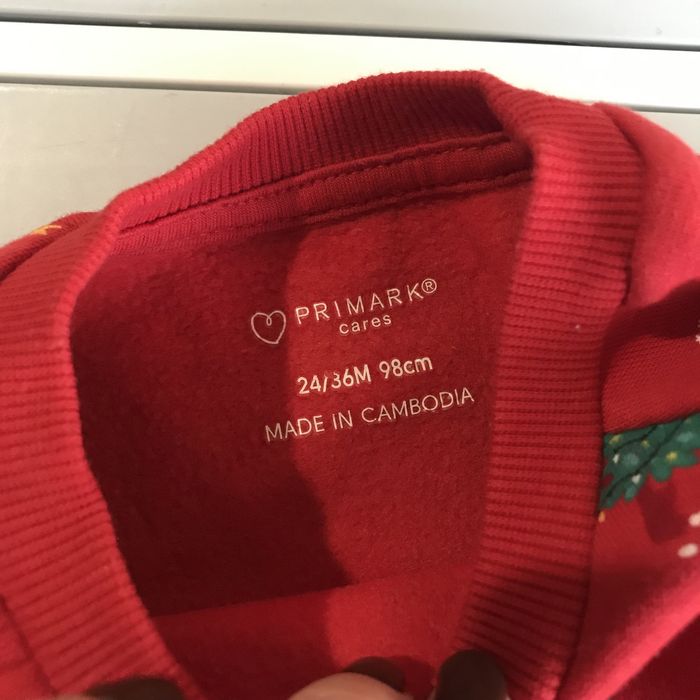 PRIMARK®
cares
24/36M 98cm
MADE IN CAMBODIA